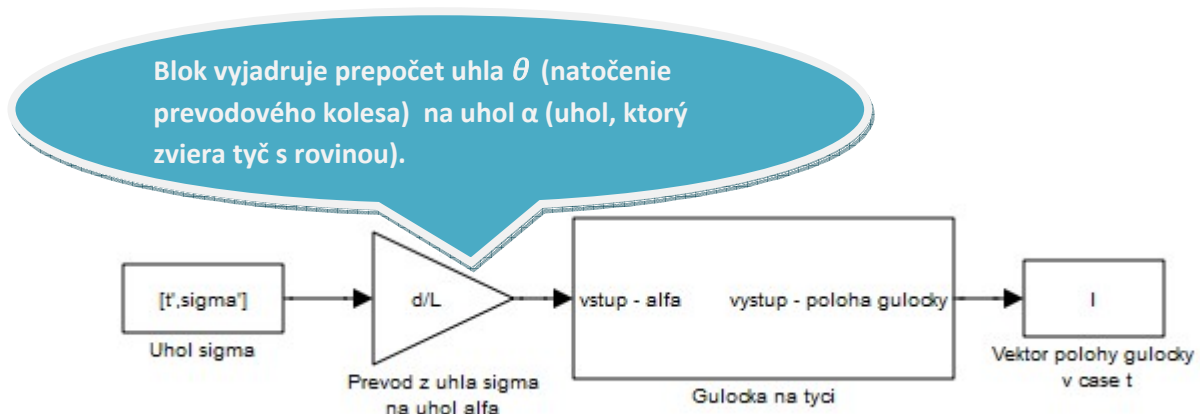 Blok vyjadruje prepočet uhla θ (natočenie
prevodového kolesa) na uhol α (uhol, ktorý
zviera tyč s rovinou).
[t',sigma']
Uhol sigma
d/L
Prevod z uhla sigma
na uhol alfa
vstup - alfa vystup - poloha gulocky
Gulocka na tyci
l
Vektor polohy gulocky
v case t